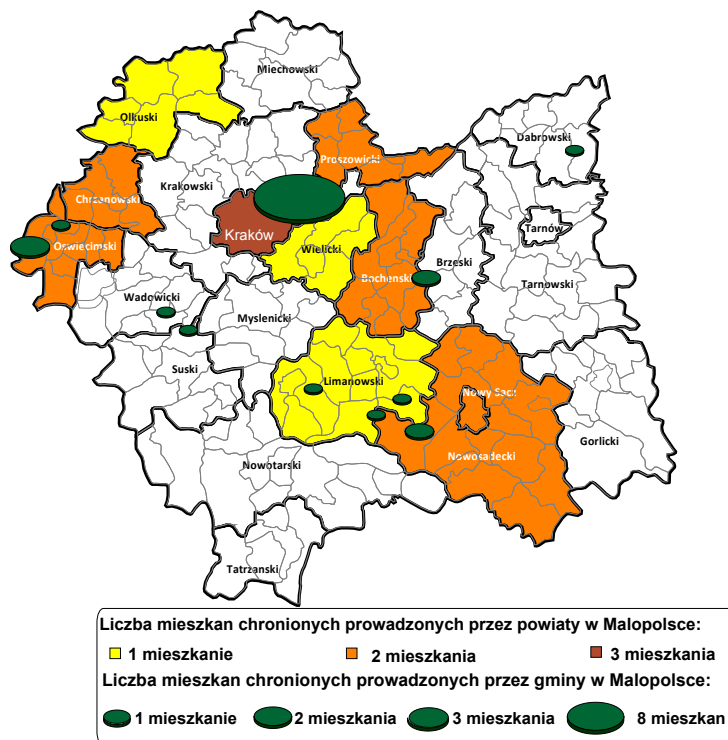 Miechowski
Olkuski
Dabrowski
Proszowicki
Krakowski
Chrzanowski
Tarnów
Kraków
Oswiecimski
Wielicki
Brzeski
Bochenski
Tarnowski
Wadowicki
Myslenicki
Suski
Limanowski
Nowy Sacz
Gorlicki
Nowosadecki
Nowotarski
Tatrzanski
Liczba mieszkan chronionych prowadzonych przez powiaty w Malopolsce:
1 mieszkanie 2 mieszkania 3 mieszkania
Liczba mieszkan chronionych prowadzonych przez gminy w Malopolsce:
1 mieszkanie 2 mieszkania 3 mieszkania 8 mieszkan